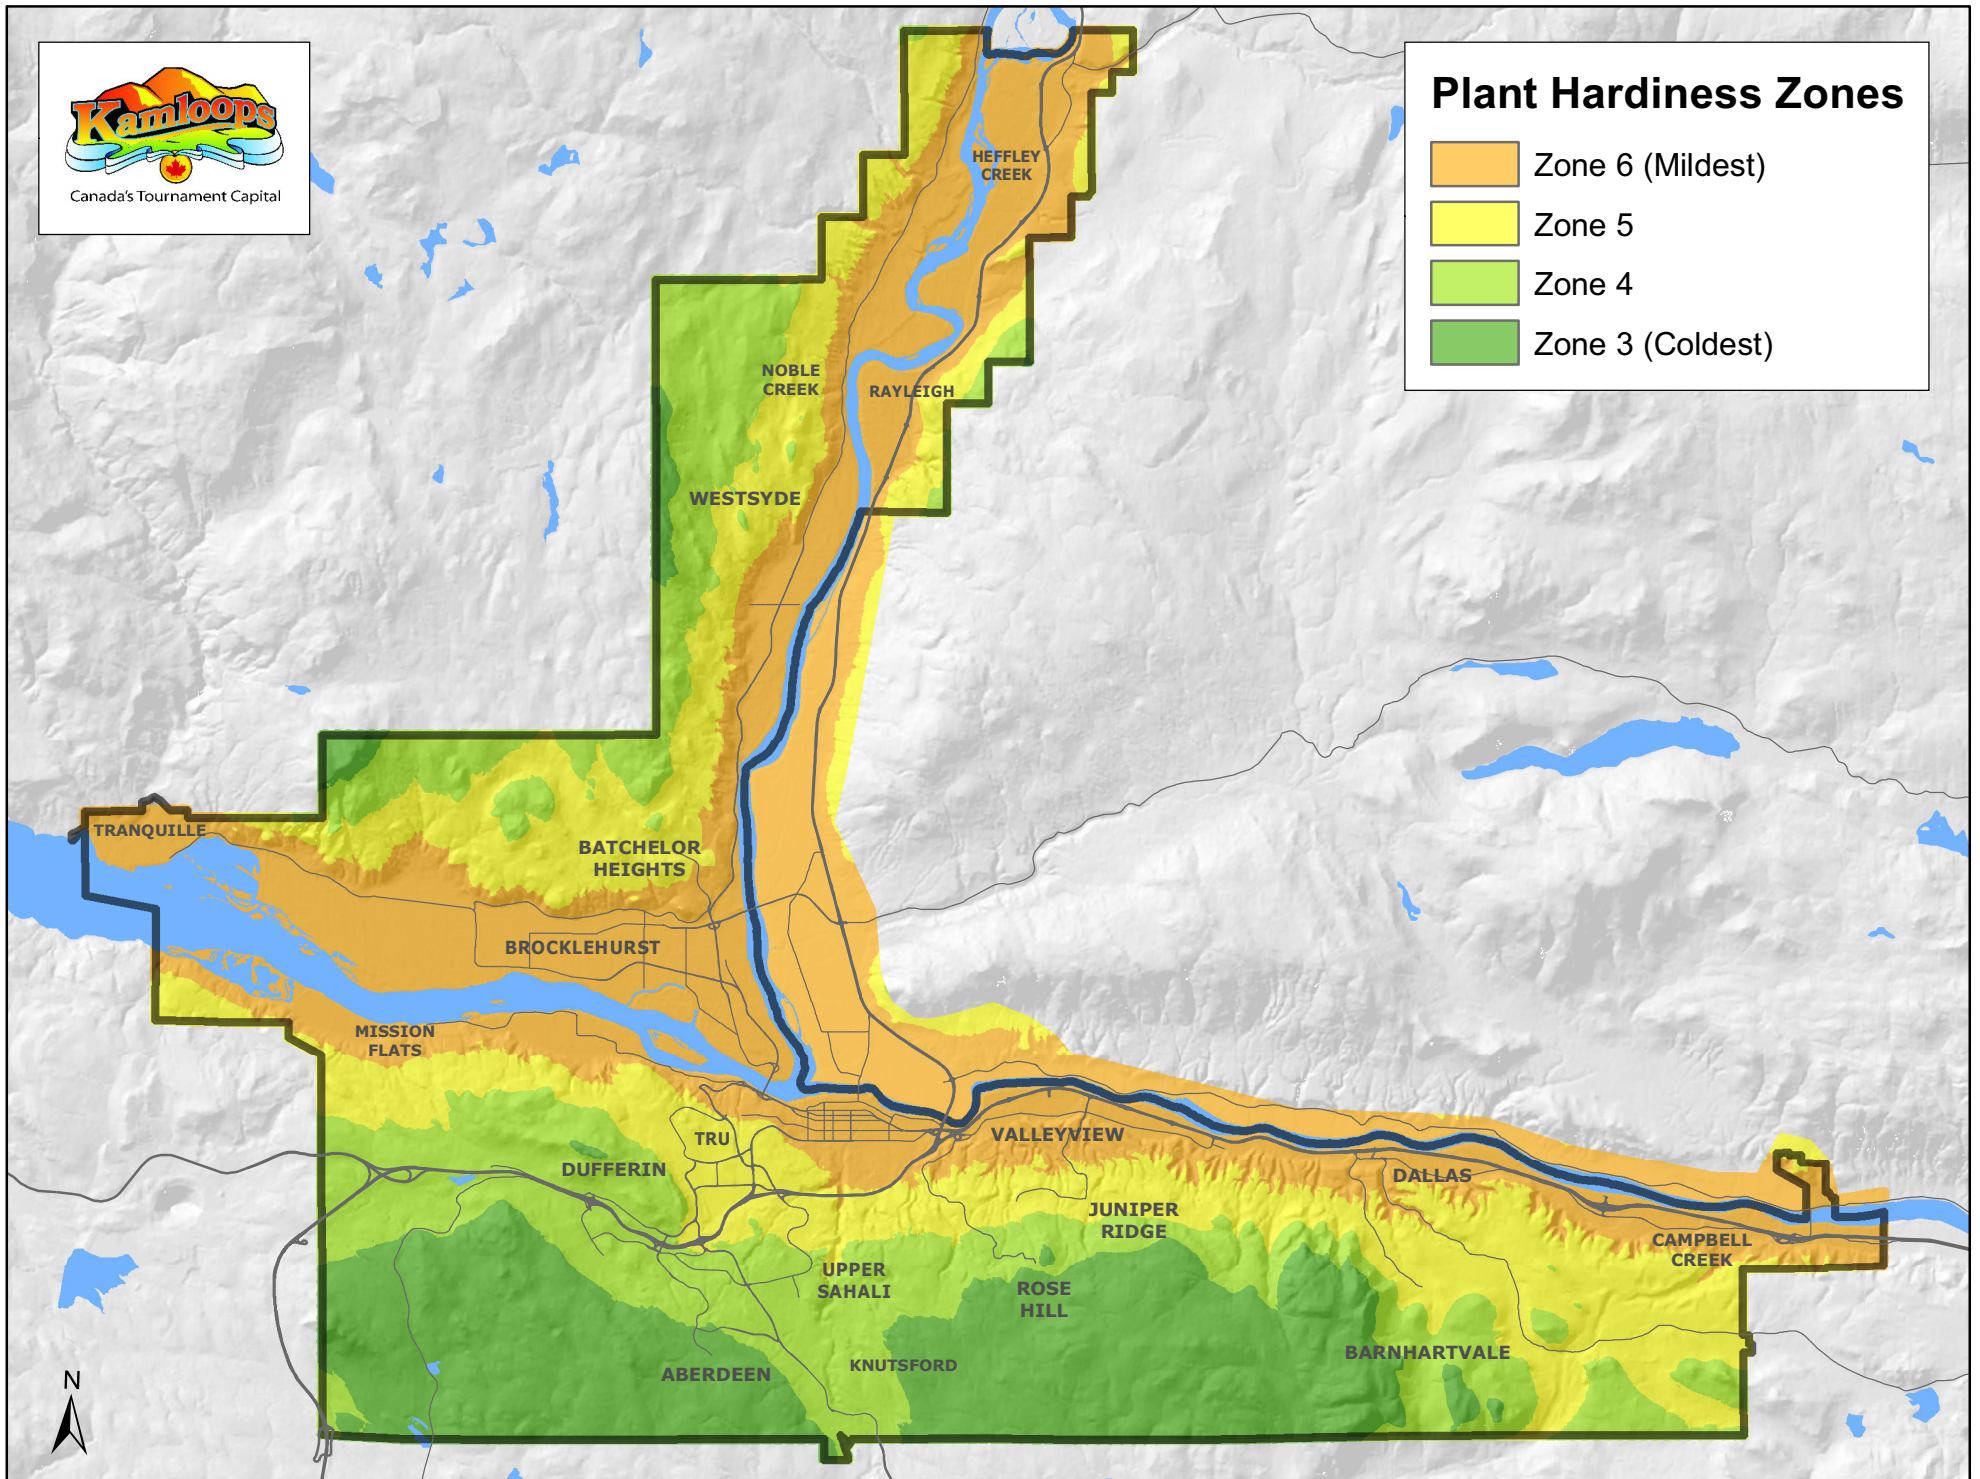 Kamloops
Canada's Tournament Capital
Plant Hardiness Zones
Zone 6 (Mildest)
Zone 5
Zone 4
Zone 3 (Coldest)
HEFFLEY
CREEK
NOBLE
CREEK
RAYLEIGH
WESTSYDE
TRANQUILLE
BATCHELOR
HEIGHTS
BROCKLEHURST
MISSION
FLATS
TRU
VALLEYVIEW
DUFFERIN
DALLAS
JUNIPER
RIDGE
CAMPBELL
CREEK
UPPER
SAHALI
ROSE
HILL
BARNHARTVALE
KNUTSFORD
ABERDEEN
N